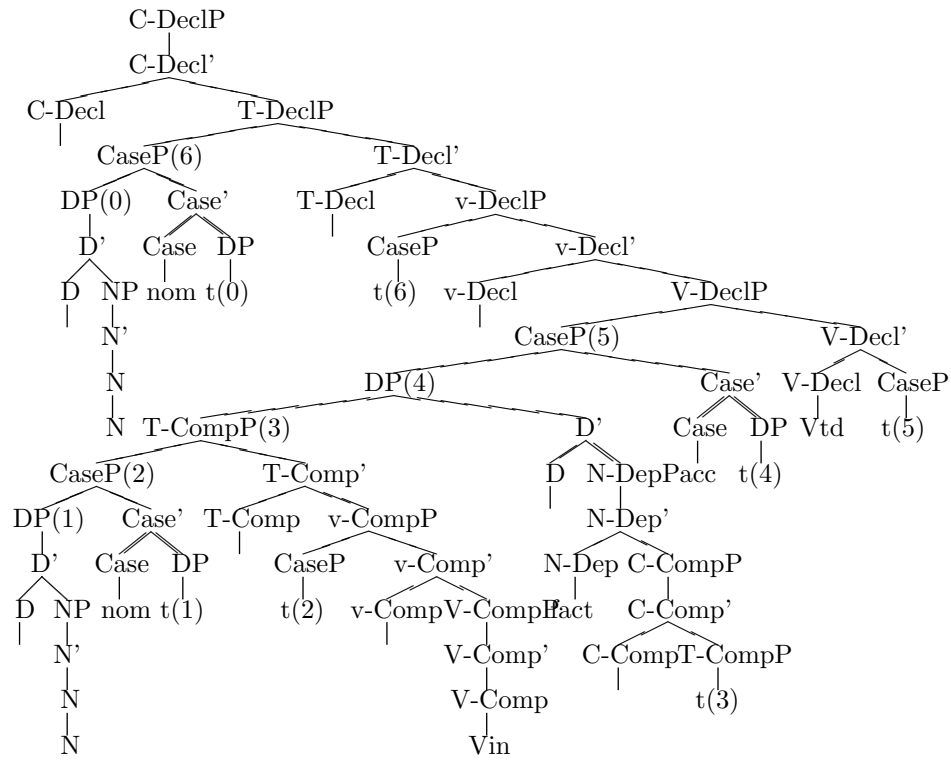 C-DeclP
C-Decl'
C-Decl T-DeclP
CaseP(6) T-Decl'
DP(0) Case' T-Decl v-DeclP
D' Case DP CaseP v-Decl'
D NP nom t(0) t(6) v-Decl V-DeclP
N' CaseP(5) V-Decl'
N DP(4) Case' V-Decl CaseP
N T-CompP(3) D' Case DP Vtd t(5)
CaseP(2) T-Comp' D N-DepP acc t(4)
DP(1) Case' T-Comp v-CompP N-Dep'
D' Case DP CaseP v-Comp' N-Dep C-CompP
D NP nom t(1) t(2) v-Comp V-CompP fact C-Comp'
N' V-Comp' C-Comp T-CompP
N V-Comp t(3)
N Vin